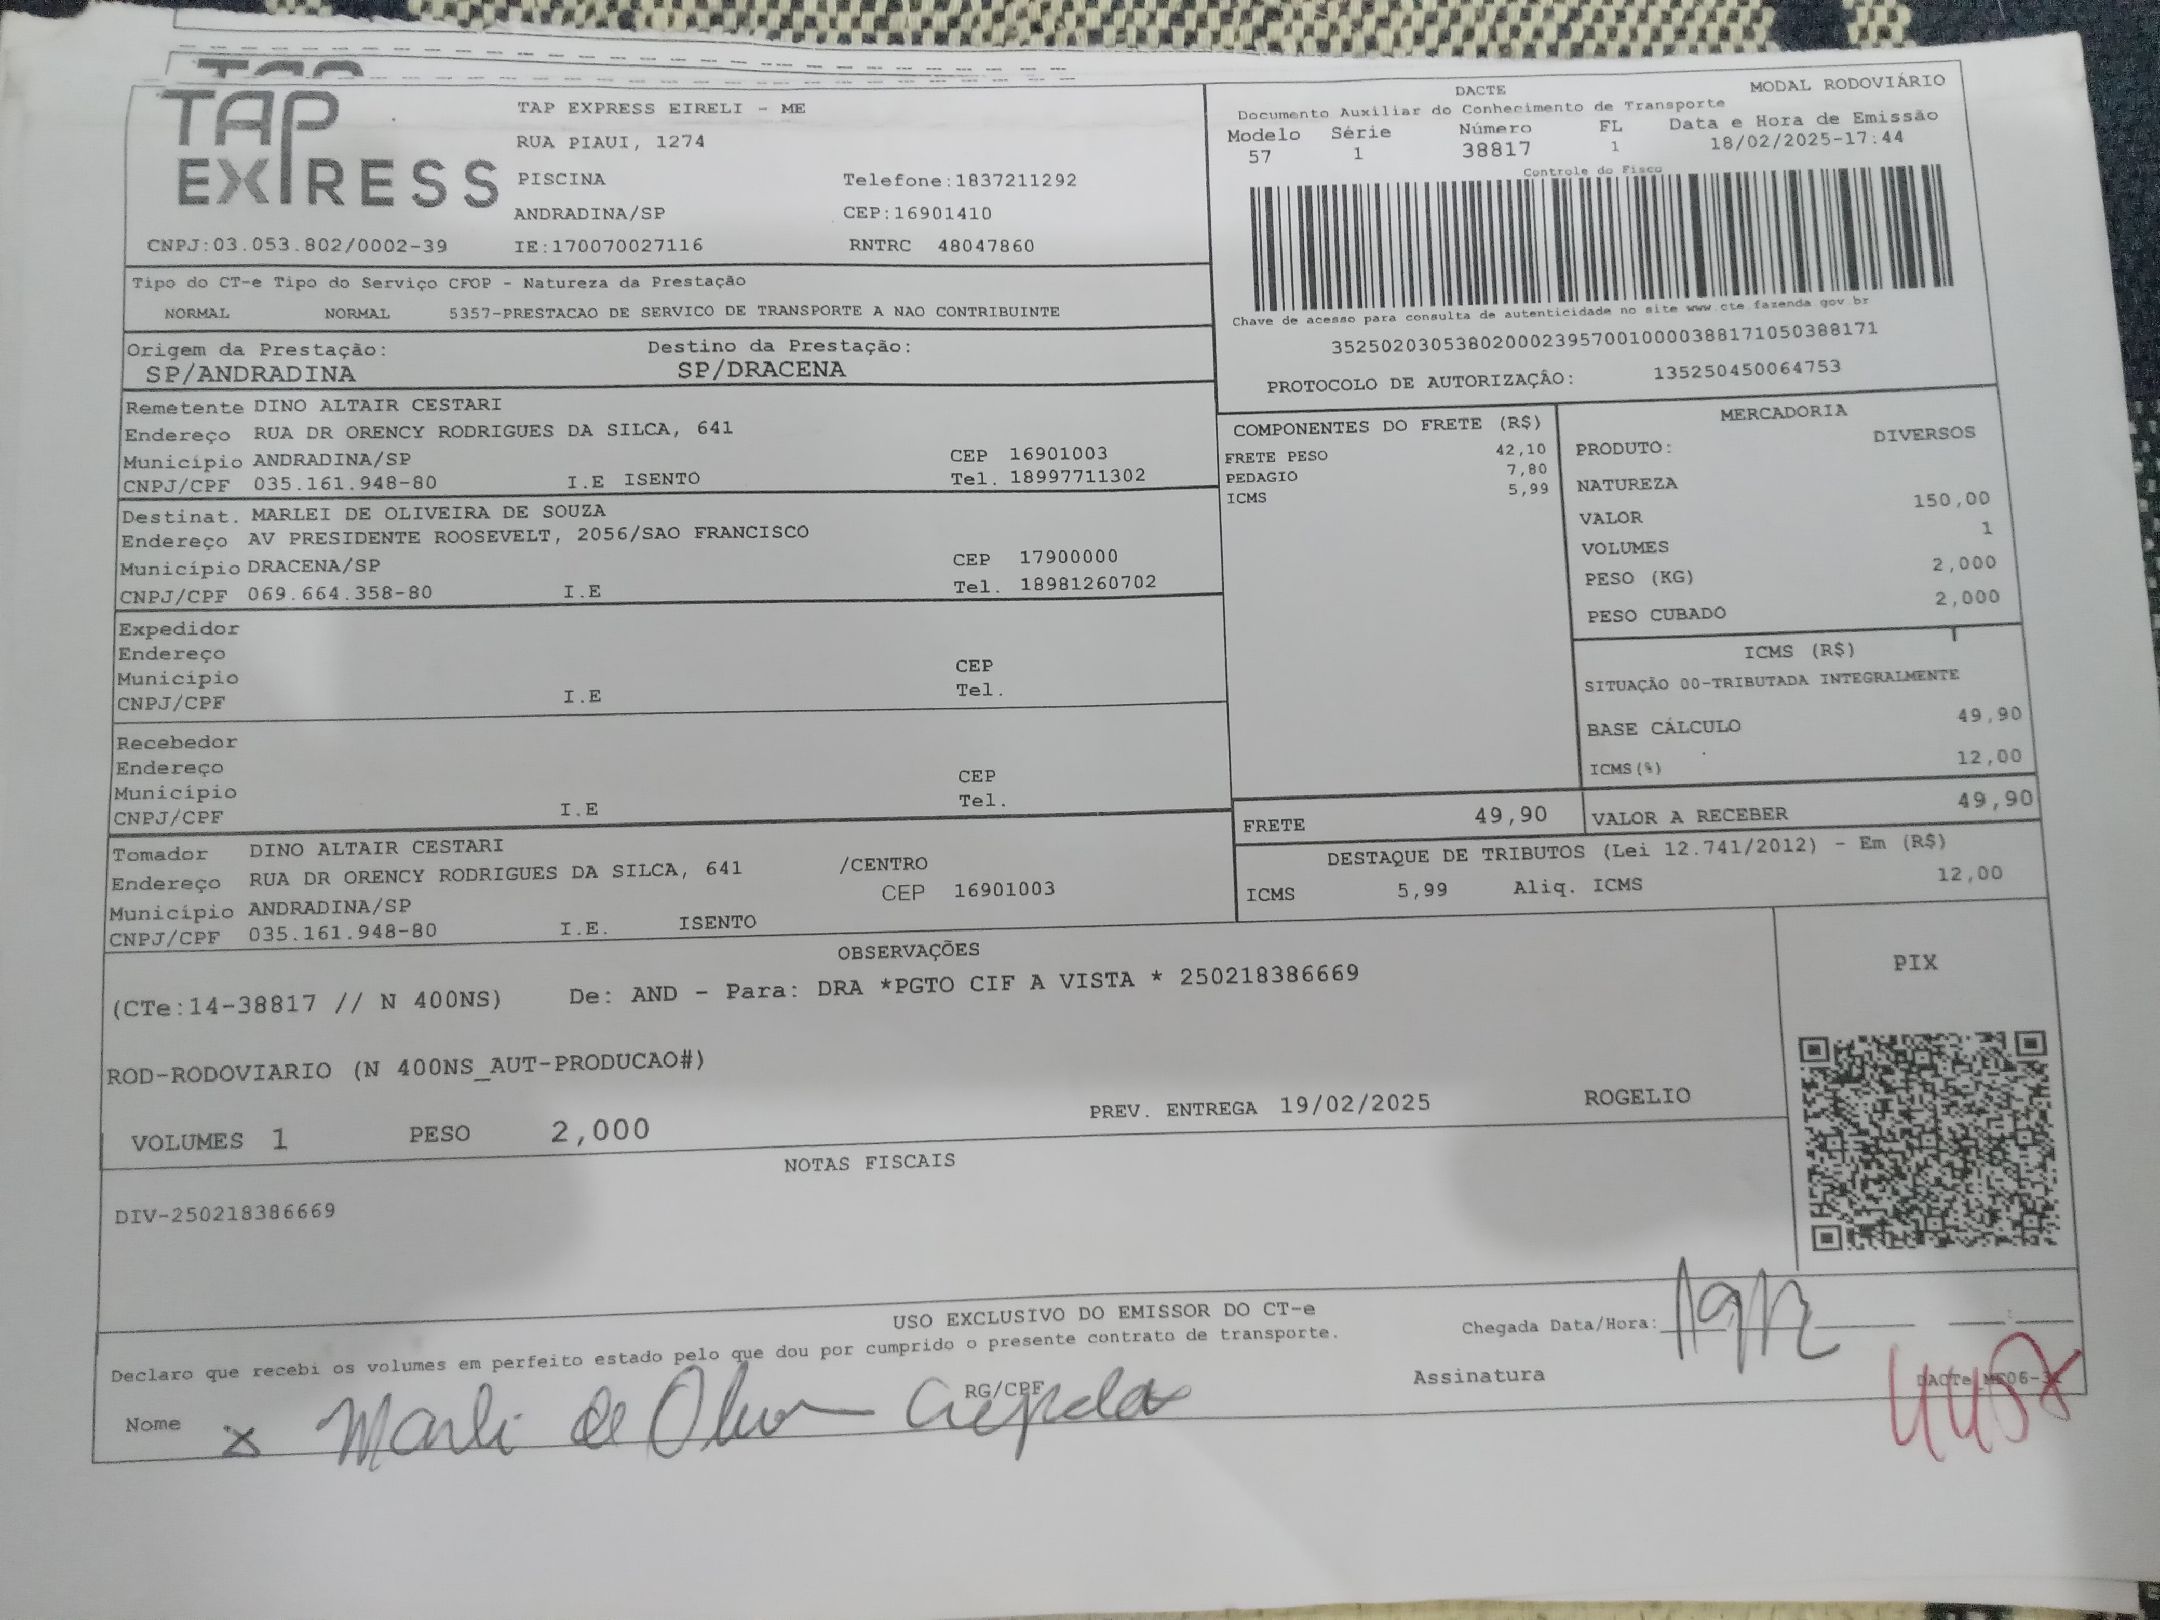 TAP EXPRESS
TAP EXPRESS EIRELI - ME
RUA PIAUI, 1274
PISCINA Telefone:1837211292
ANDRADINA/SP CEP:16901410
CNPJ:03.053.802/0002-39 IE:170070027116 RNTRC 48047860
DACTE MODAL RODOVIÁRIO
Documento Auxiliar do Conhecimento de Transporte
Modelo Série Número FL Data e Hora de Emissão
57 1 38817 1 18/02/2025-17:44
Controle do Fisco
Chave de acesso para consulta de autenticidade no site www.cte.fazenda.gov.br
35250203053802000239570010000388171050388171
PROTOCOLO DE AUTORIZAÇÃO: 135250450064753
Tipo do CT-e Tipo do Serviço CFOP - Natureza da Prestação
NORMAL NORMAL 5357-PRESTACAO DE SERVICO DE TRANSPORTE A NAO CONTRIBUINTE
Origem da Prestação: Destino da Prestação:
SP/ANDRADINA SP/DRACENA
Remetente DINO ALTAIR CESTARI
Endereço RUA DR ORENCY RODRIGUES DA SILCA, 641
Município ANDRADINA/SP CEP 16901003
CNPJ/CPF 035.161.948-80 I.E ISENTO Tel. 18997711302
Destinat. MARLEI DE OLIVEIRA DE SOUZA
Endereço AV PRESIDENTE ROOSEVELT, 2056/SAO FRANCISCO
Município DRACENA/SP CEP 17900000
CNPJ/CPF 069.664.358-80 I.E Tel. 18981260702
Expedidor
Endereço
Município CEP
CNPJ/CPF I.E Tel.
Recebedor
Endereço
Município CEP
CNPJ/CPF I.E Tel.
Tomador DINO ALTAIR CESTARI
Endereço RUA DR ORENCY RODRIGUES DA SILCA, 641 /CENTRO
Município ANDRADINA/SP CEP 16901003
CNPJ/CPF 035.161.948-80 I.E. ISENTO
COMPONENTES DO FRETE (R$)
FRETE PESO 42,10
PEDAGIO 7,80
ICMS 5,99
MERCADORIA
PRODUTO: DIVERSOS
NATUREZA
VALOR 150,00
VOLUMES 1
PESO (KG) 2,000
PESO CUBADO 2,000
ICMS (R$)
SITUAÇÃO 00-TRIBUTADA INTEGRALMENTE
BASE CÁLCULO 49,90
ICMS(%) 12,00
FRETE 49,90 VALOR A RECEBER 49,90
DESTAQUE DE TRIBUTOS (Lei 12.741/2012) - Em (R$)
ICMS 5,99 Aliq. ICMS 12,00
OBSERVAÇÕES
(CTe:14-38817 // N 400NS) De: AND - Para: DRA *PGTO CIF A VISTA * 250218386669
ROD-RODOVIARIO (N 400NS_AUT-PRODUCAO#)
VOLUMES 1 PESO 2,000 PREV. ENTREGA 19/02/2025 ROGELIO
PIX
NOTAS FISCAIS
DIV-250218386669
USO EXCLUSIVO DO EMISSOR DO CT-e
Declaro que recebi os volumes em perfeito estado pelo que dou por cumprido o presente contrato de transporte.
Chegada Data/Hora:
Nome x Marli de RG/CPF Assinatura